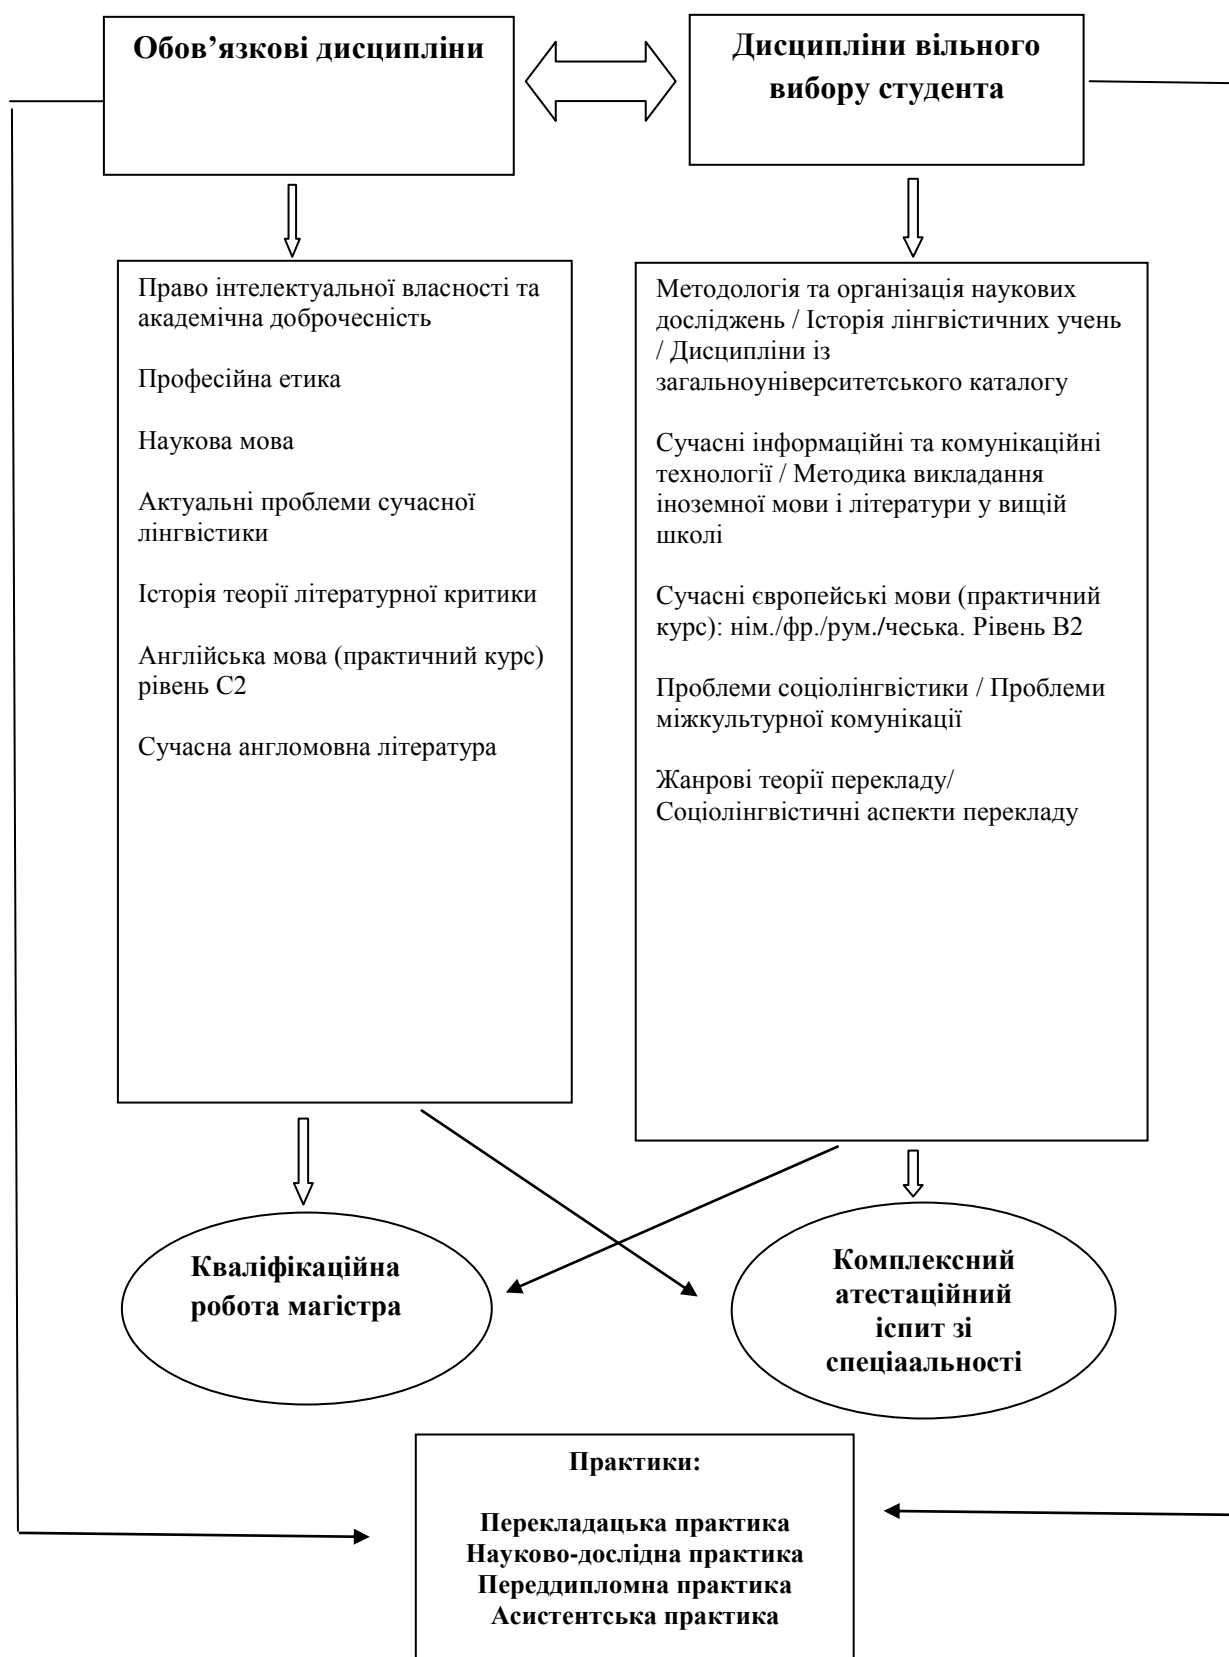 Обов’язкові дисципліни
Дисципліни вільного
вибору студента
Право інтелектуальної власності та
академічна доброчесність
Професійна етика
Наукова мова
Актуальні проблеми сучасної
лінгвістики
Історія теорії літературної критики
Англійська мова (практичний курс)
рівень С2
Сучасна англомовна література
Методологія та організація наукових
досліджень / Історія лінгвістичних учень
/ Дисципліни із
загальноуніверситетського каталогу
Сучасні інформаційні та комунікаційні
технології / Методика викладання
іноземної мови і літератури у вищій
школі
Сучасні європейські мови (практичний
курс): нім./фр./рум./чеська. Рівень В2
Проблеми соціолінгвістики / Проблеми
міжкультурної комунікації
Жанрові теорії перекладу/
Соціолінгвістичні аспекти перекладу
Кваліфікаційна
робота магістра
Комплексний
атестаційний
іспит зі
спеціаальності
Практики:
Перекладацька практика
Науково-дослідна практика
Переддипломна практика
Асистентська практика